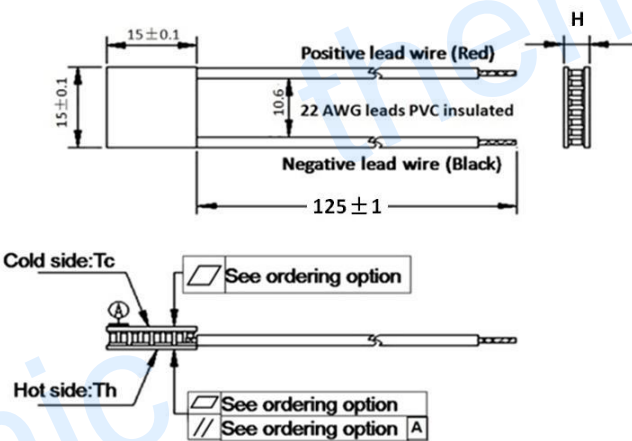 15±0.1
H
Positive lead wire (Red)
15±0.1
10.6
22 AWG leads PVC insulated
Negative lead wire (Black)
125±1
Cold side:Tc
See ordering option
A
Hot side:Th
See ordering option
// See ordering option A